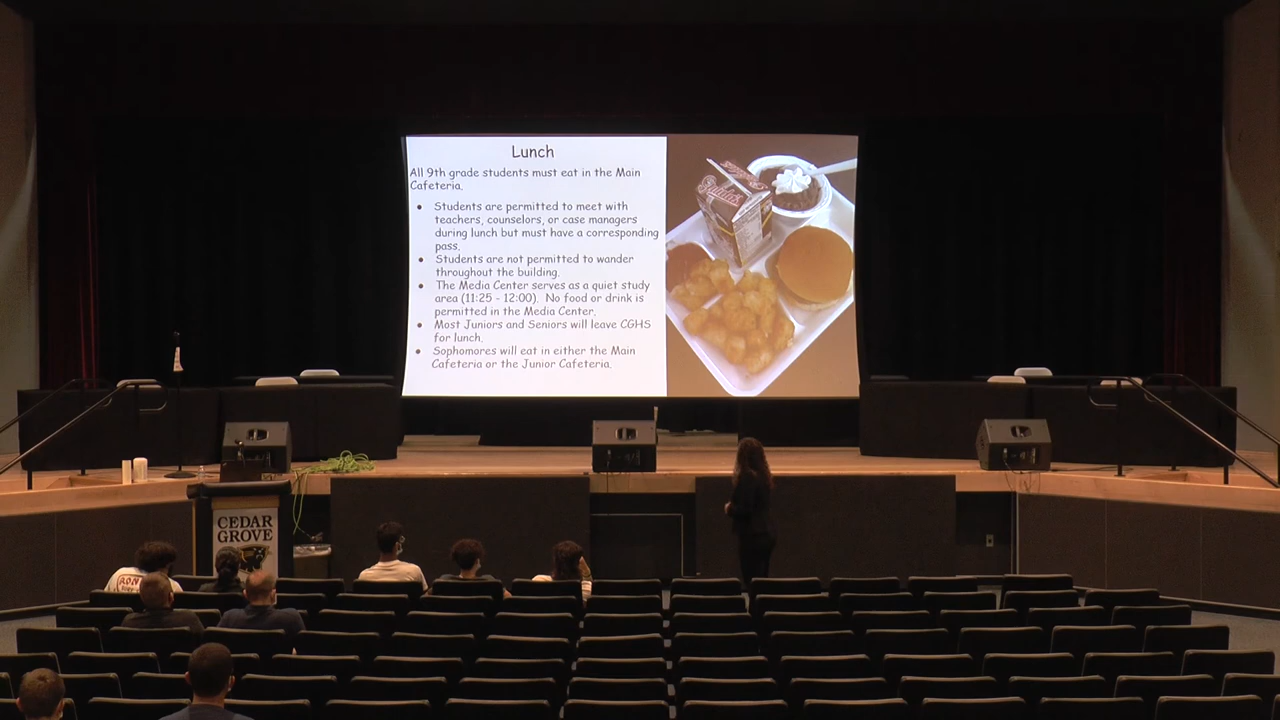 Lunch
All 9th grade students must eat in the Main
Cafeteria.
● Students are permitted to meet with
teachers, counselors, or case managers
during lunch but must have a corresponding
pass.
● Students are not permitted to wander
throughout the building.
● The Media Center serves as a quiet study
area (11:25 - 12:00). No food or drink is
permitted in the Media Center.
● Most Juniors and Seniors will leave CGHS
for lunch.
● Sophomores will eat in either the Main
Cafeteria or the Junior Cafeteria.
CEDAR
GROVE
RON